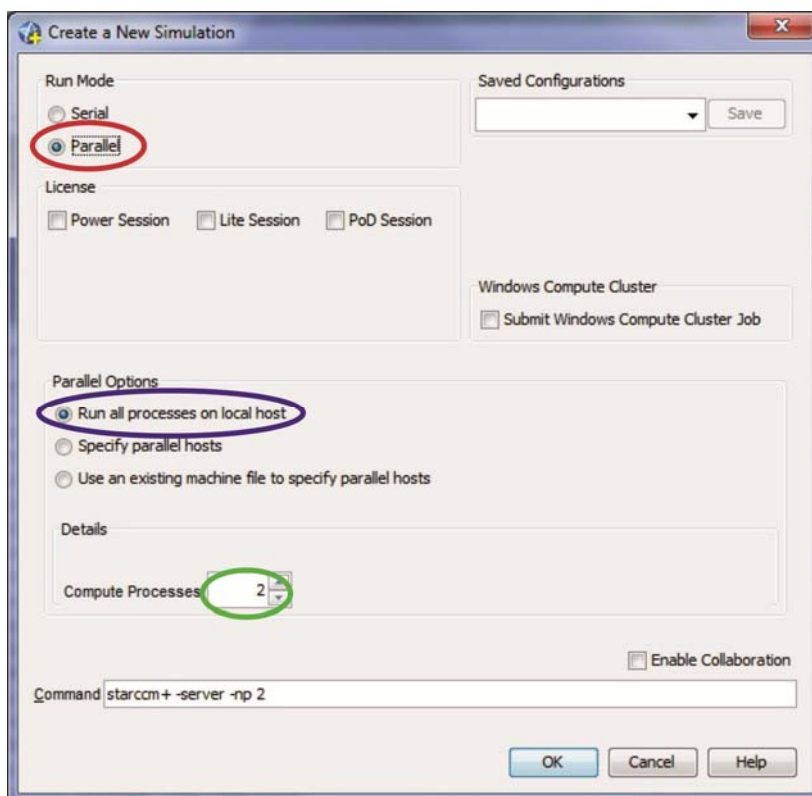 Create a New Simulation
Run Mode
Serial
Parallel
Saved Configurations
Save
License
Power Session
Lite Session
PoD Session
Windows Compute Cluster
Submit Windows Compute Cluster Job
Parallel Options
Run all processes on local host
Specify parallel hosts
Use an existing machine file to specify parallel hosts
Details
Compute Processes 2
Enable Collaboration
Command starccm+ -server -np 2
OK
Cancel
Help